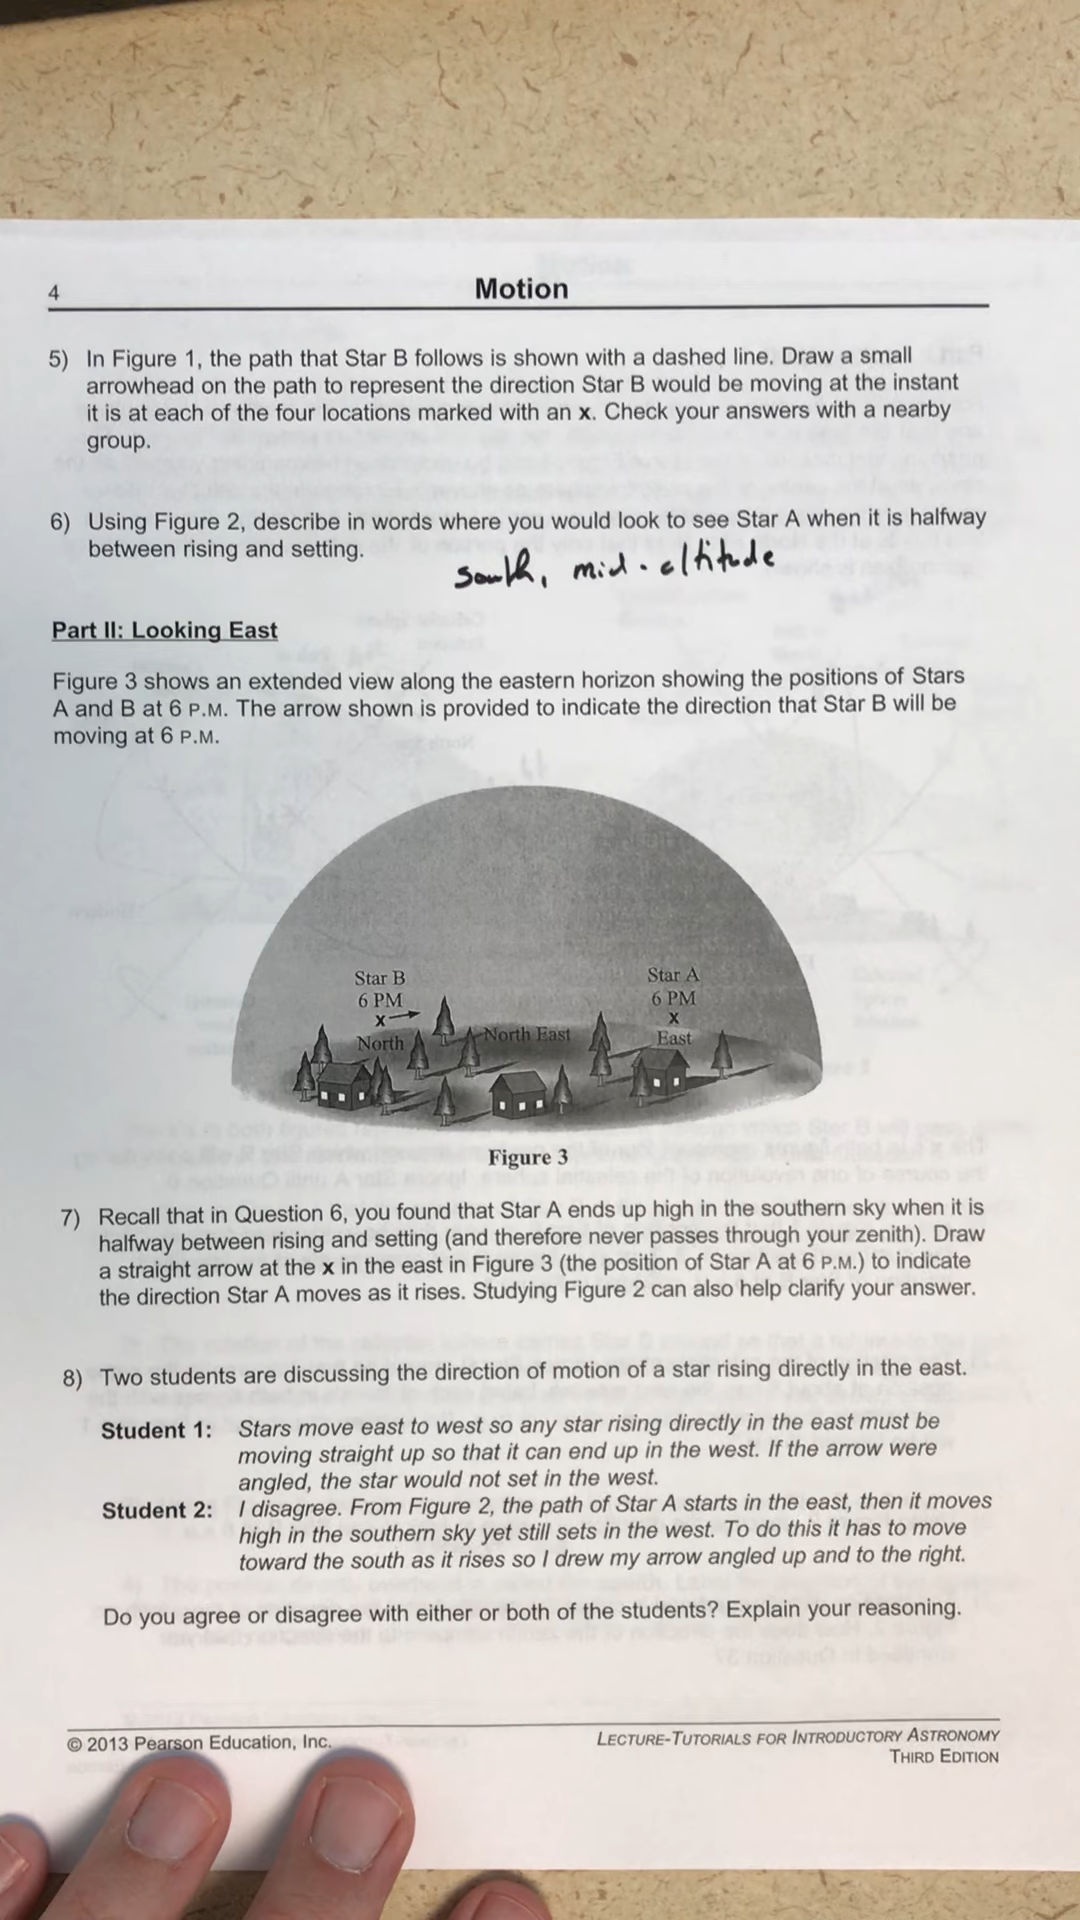 4
Motion
5) In Figure 1, the path that Star B follows is shown with a dashed line. Draw a small
arrowhead on the path to represent the direction Star B would be moving at the instant
it is at each of the four locations marked with an x. Check your answers with a nearby
group.
6) Using Figure 2, describe in words where you would look to see Star A when it is halfway
between rising and setting.
south, mid-altitude
Part II: Looking East
Figure 3 shows an extended view along the eastern horizon showing the positions of Stars
A and B at 6 P.M. The arrow shown is provided to indicate the direction that Star B will be
moving at 6 P.M.
Star B
6 PM
x
North
North East
Star A
6 PM
x
East
Figure 3
7) Recall that in Question 6, you found that Star A ends up high in the southern sky when it is
halfway between rising and setting (and therefore never passes through your zenith). Draw
a straight arrow at the x in the east in Figure 3 (the position of Star A at 6 P.M.) to indicate
the direction Star A moves as it rises. Studying Figure 2 can also help clarify your answer.
8) Two students are discussing the direction of motion of a star rising directly in the east.
Student 1: Stars move east to west so any star rising directly in the east must be
moving straight up so that it can end up in the west. If the arrow were
angled, the star would not set in the west.
Student 2: I disagree. From Figure 2, the path of Star A starts in the east, then it moves
high in the southern sky yet still sets in the west. To do this it has to move
toward the south as it rises so I drew my arrow angled up and to the right.
Do you agree or disagree with either or both of the students? Explain your reasoning.
© 2013 Pearson Education, Inc.
LECTURE-TUTORIALS FOR INTRODUCTORY ASTRONOMY
THIRD EDITION